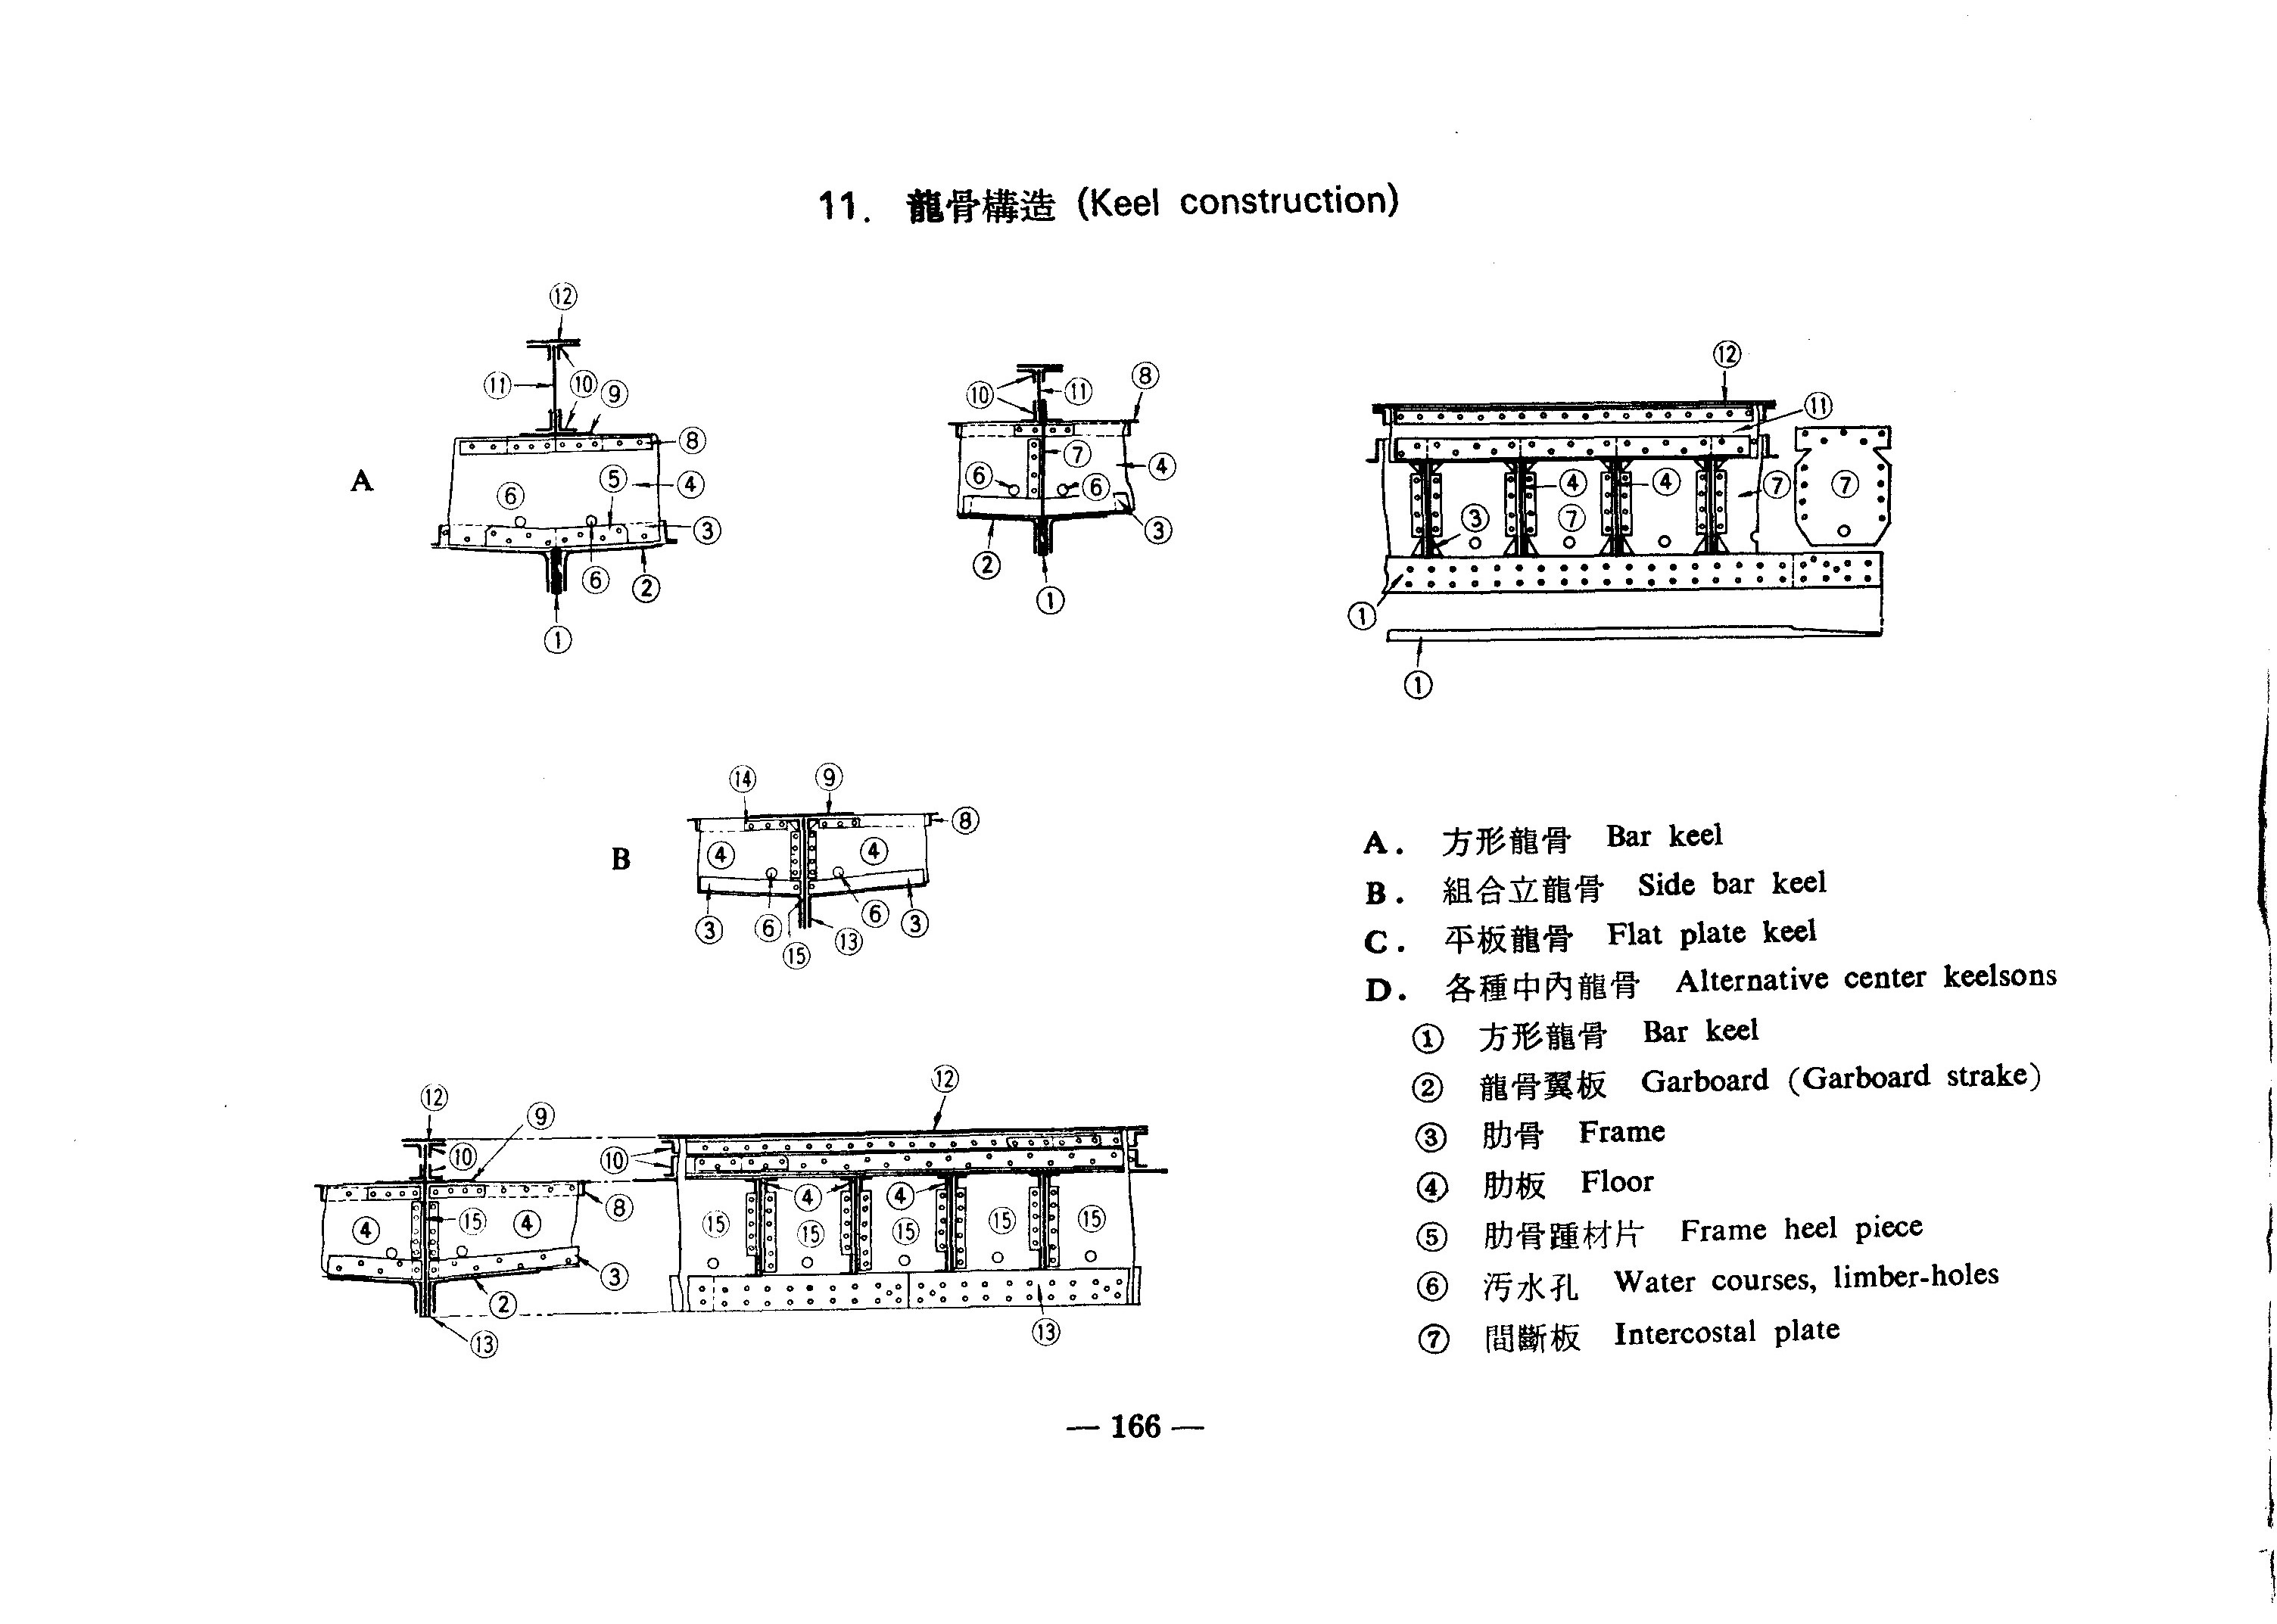 11. 龍骨構造 (Keel construction)
⑫
⑪ ⑩ ⑨
⑧
A ⑥ ⑤ ④
③
⑥ ②
①
⑧
⑩ ⑪
⑦ ④
⑥ ⑥
③
②
①
⑫
⑪
④ ④ ⑦ ⑦
③ ⑦
①
①
⑭ ⑨
⑧
B ④ ④
③ ⑥ ⑥ ③
⑮ ⑬
⑫ ⑨ ⑫
⑩ ⑩
④ ④
⑧
④ ⑮ ④ ⑮ ⑮ ⑮ ⑮ ⑮
③
②
⑬ ⑬
A. 方形龍骨 Bar keel
B. 組合立龍骨 Side bar keel
C. 平板龍骨 Flat plate keel
D. 各種中內龍骨 Alternative center keelsons
① 方形龍骨 Bar keel
② 龍骨翼板 Garboard (Garboard strake)
③ 肋骨 Frame
④ 肋板 Floor
⑤ 肋骨踵材片 Frame heel piece
⑥ 汚水孔 Water courses, limber-holes
⑦ 間斷板 Intercostal plate
— 166 —